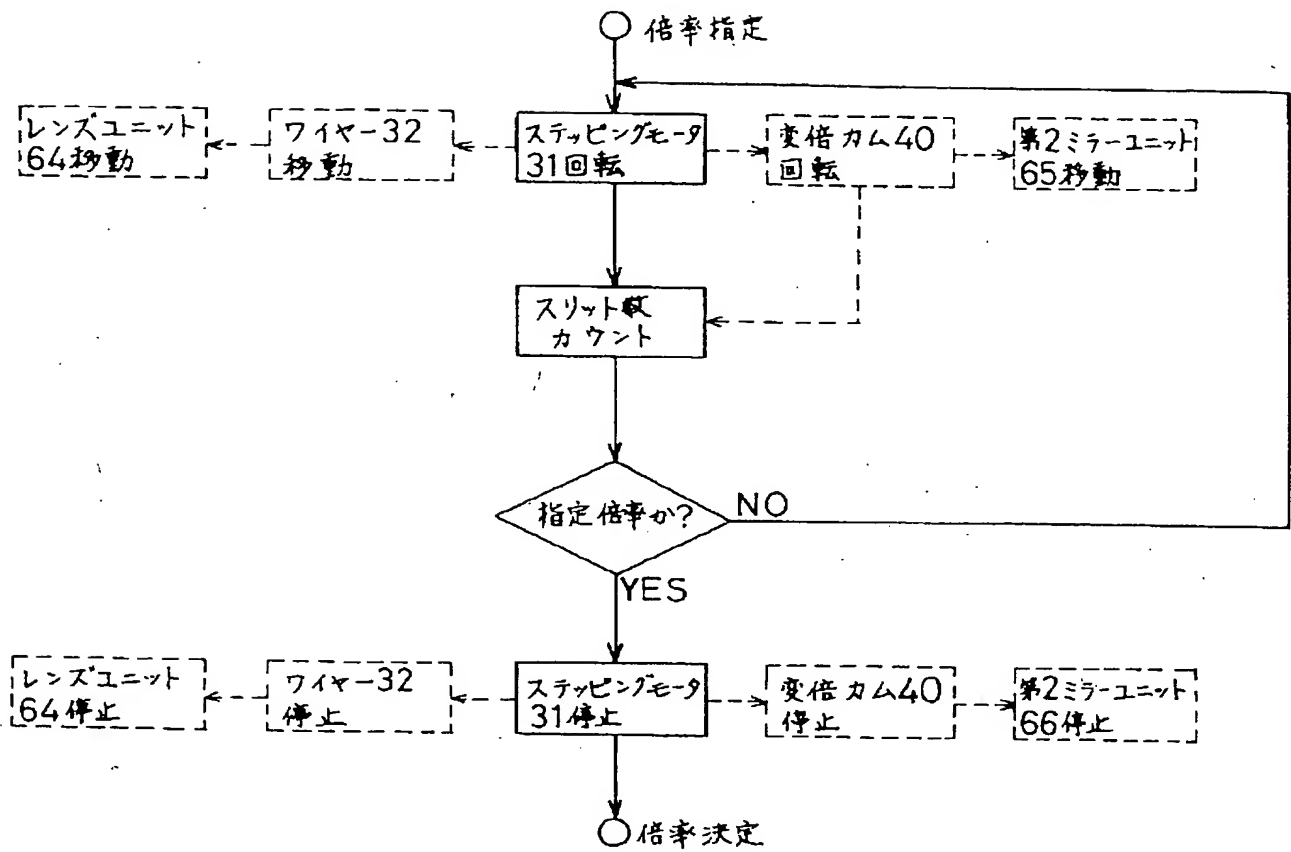 倍率指定
レンズユニット
64移動
ワイヤー32
移動
ステッピングモータ
31回転
変倍カム40
回転
第2ミラーユニット
65移動
スリット数
カウント
指定倍率か?
NO
YES
レンズユニット
64停止
ワイヤー32
停止
ステッピングモータ
31停止
変倍カム40
停止
第2ミラーユニット
66停止
倍率決定